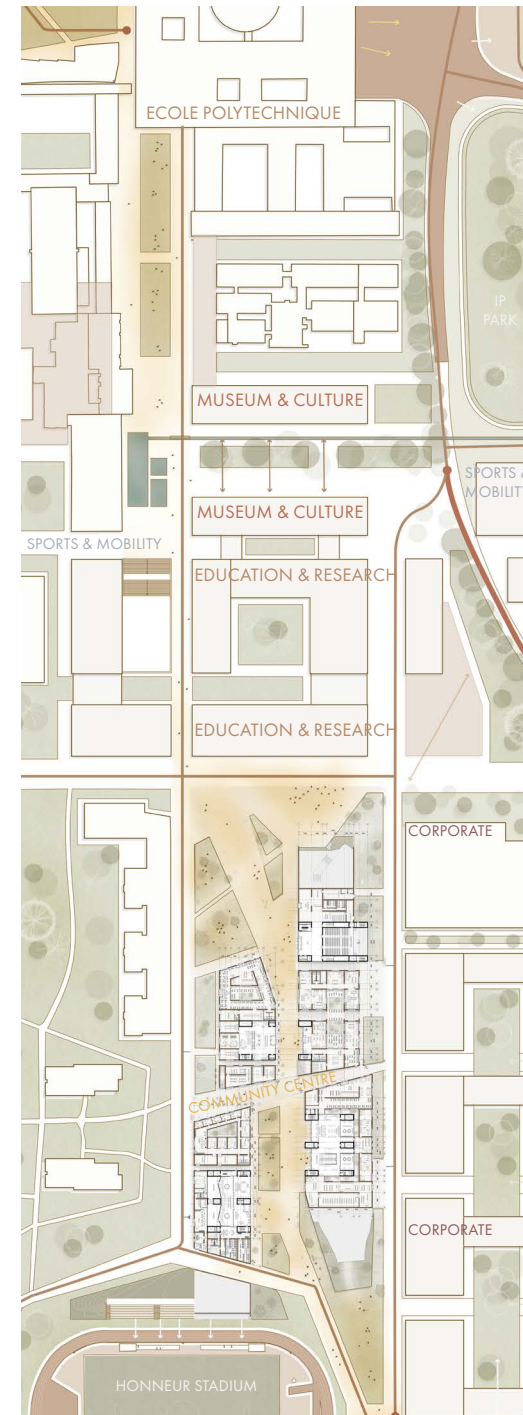 ECOLE POLYTECHNIQUE
IP
PARK
MUSEUM & CULTURE
SPORTS &
MOBILITY
MUSEUM & CULTURE
SPORTS & MOBILITY
EDUCATION & RESEARCH
EDUCATION & RESEARCH
CORPORATE
COMMUNITY CENTRE
CORPORATE
HONNEUR STADIUM